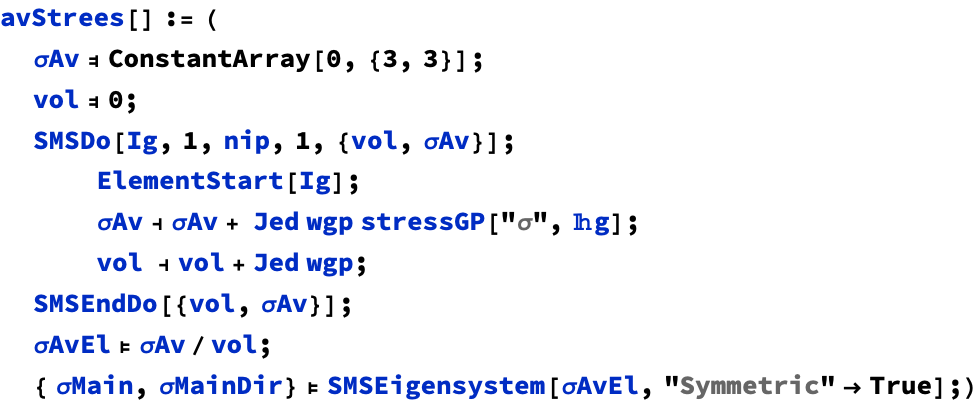 avStrees[] := (
σAv ⫤ ConstantArray[0, {3, 3}];
vol ⫤ 0;
SMSDo[Ig, 1, nip, 1, {vol, σAv}];
ElementStart[Ig];
σAv ⊣ σAv + Jed wgp stressGP["σ", 𝕙g];
vol ⊣ vol + Jed wgp;
SMSEndDo[{vol, σAv}];
σAvEl ⊨ σAv / vol;
{ σMain, σMainDir} ⊨ SMSEigensystem[σAvEl, "Symmetric" → True];)